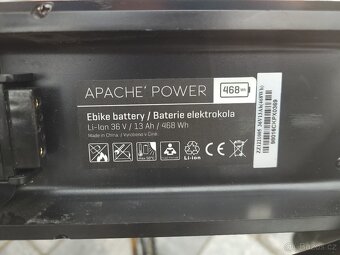 APACHE' POWER
468 Wh
Ebike battery / Baterie elektrokola
Li-Ion 36 V / 13 Ah / 468 Wh
Made in China. / Vyrobeno v Číně.
Li-Ion